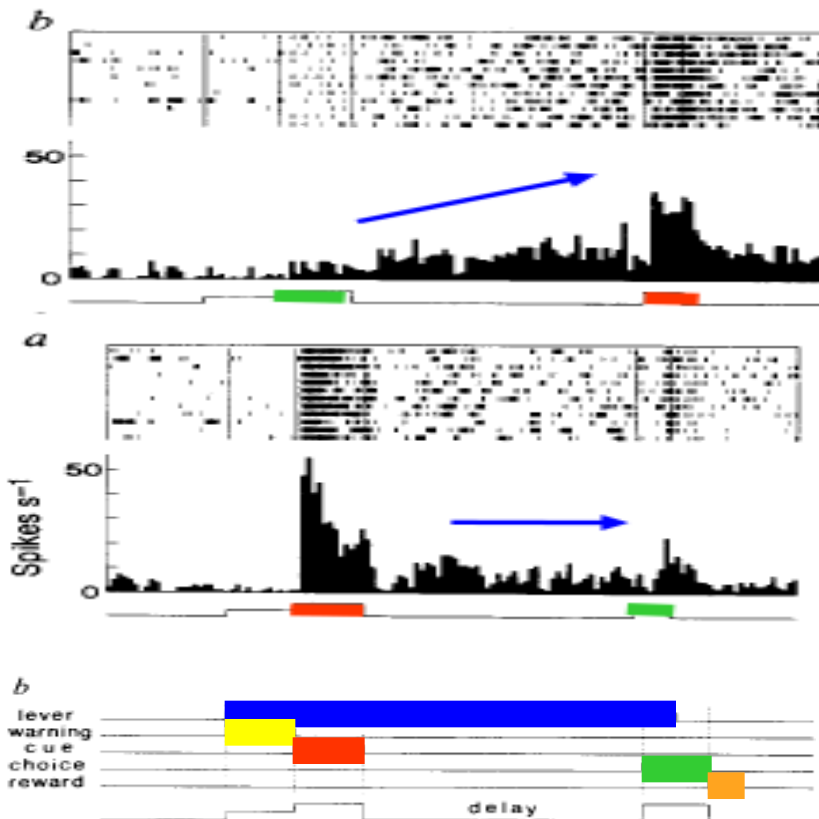 b
50
0
a
Spikes s⁻¹
50
0
b
lever
warning
cue
choice
reward
delay